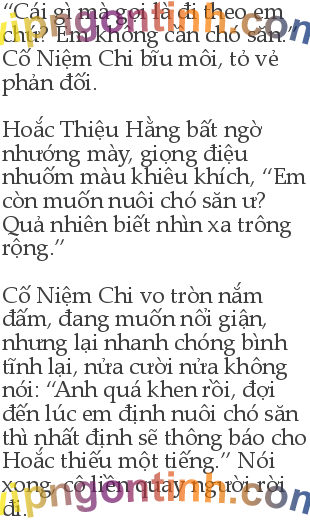 “Cái gì mà gọi là đi theo em
chứ? Em không cần chó săn.”
Cố Niệm Chi bĩu môi, tỏ vẻ
phản đối.
Hoắc Thiệu Hằng bất ngờ
nhướng mày, giọng điệu
nhuốm màu khiêu khích, “Em
còn muốn nuôi chó săn ư?
Quả nhiên biết nhìn xa trông
rộng.”
Cố Niệm Chi vo tròn nắm
đấm, đang muốn nổi giận,
nhưng lại nhanh chóng bình
tĩnh lại, nửa cười nửa không
nói: “Anh quá khen rồi, đợi
đến lúc em định nuôi chó săn
thì nhất định sẽ thông báo cho
Hoắc thiếu một tiếng.” Nói
xong, cô liền quay người rời
đi.
vipngontinh.com
vipngontinh.com